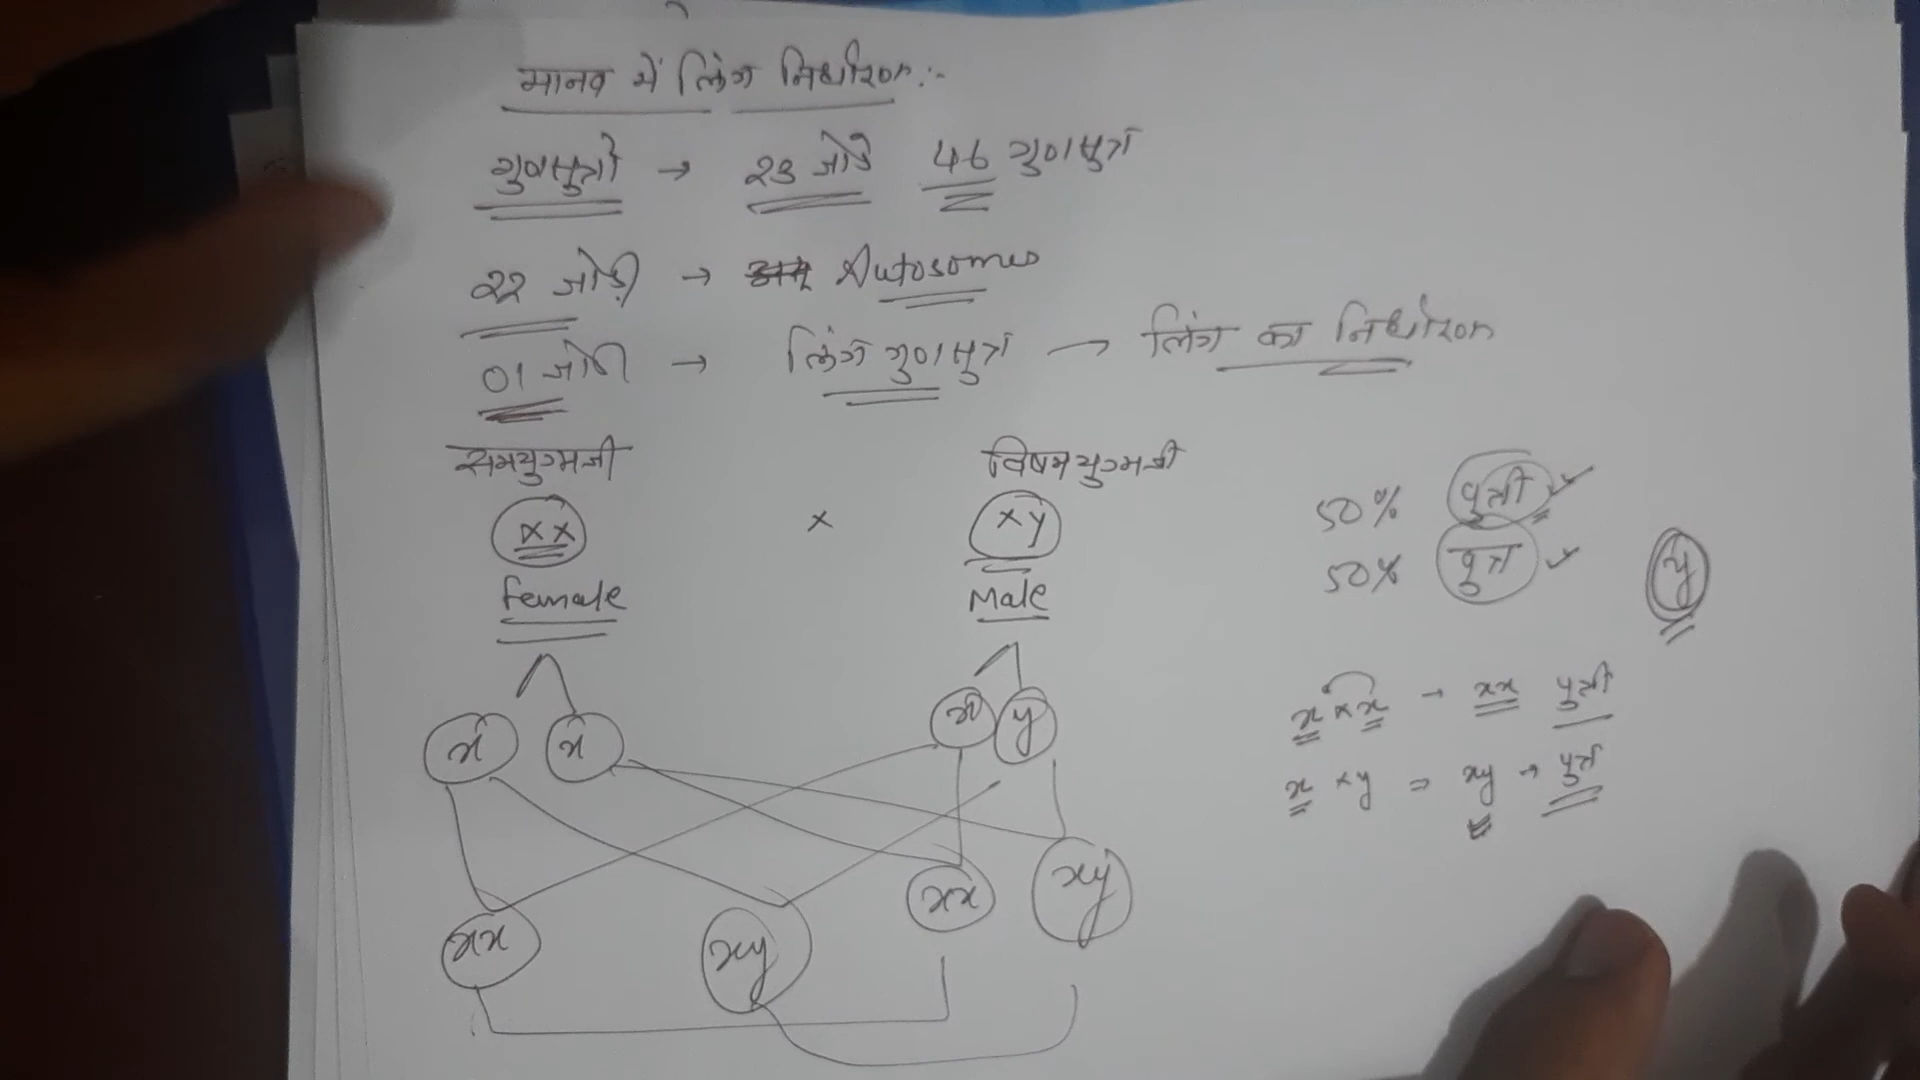 मानव में लिंग निर्धारण :-
गुणसुत्रो → 23 जोडे 46 गुणसुत्र
22 जोडी → Autosomes
01 जोडी → लिंग गुणसुत्र → लिंग का निर्धारण
समयुग्मजी विषमयुग्मजी
xx × xy
female Male
50% पुत्री
50% पुत्र
y
x x x y
x × x → xx पुत्री
x × y = xy → पुत्र
xx xy xx xy